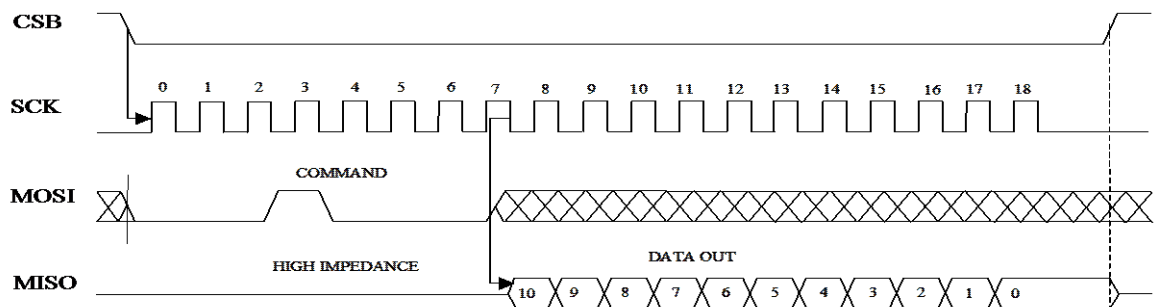 CSB
0 1 2 3 4 5 6 7 8 9 10 11 12 13 14 15 16 17 18
SCK
COMMAND
MOSI
HIGH IMPEDANCE DATA OUT
MISO
10 9 8 7 6 5 4 3 2 1 0